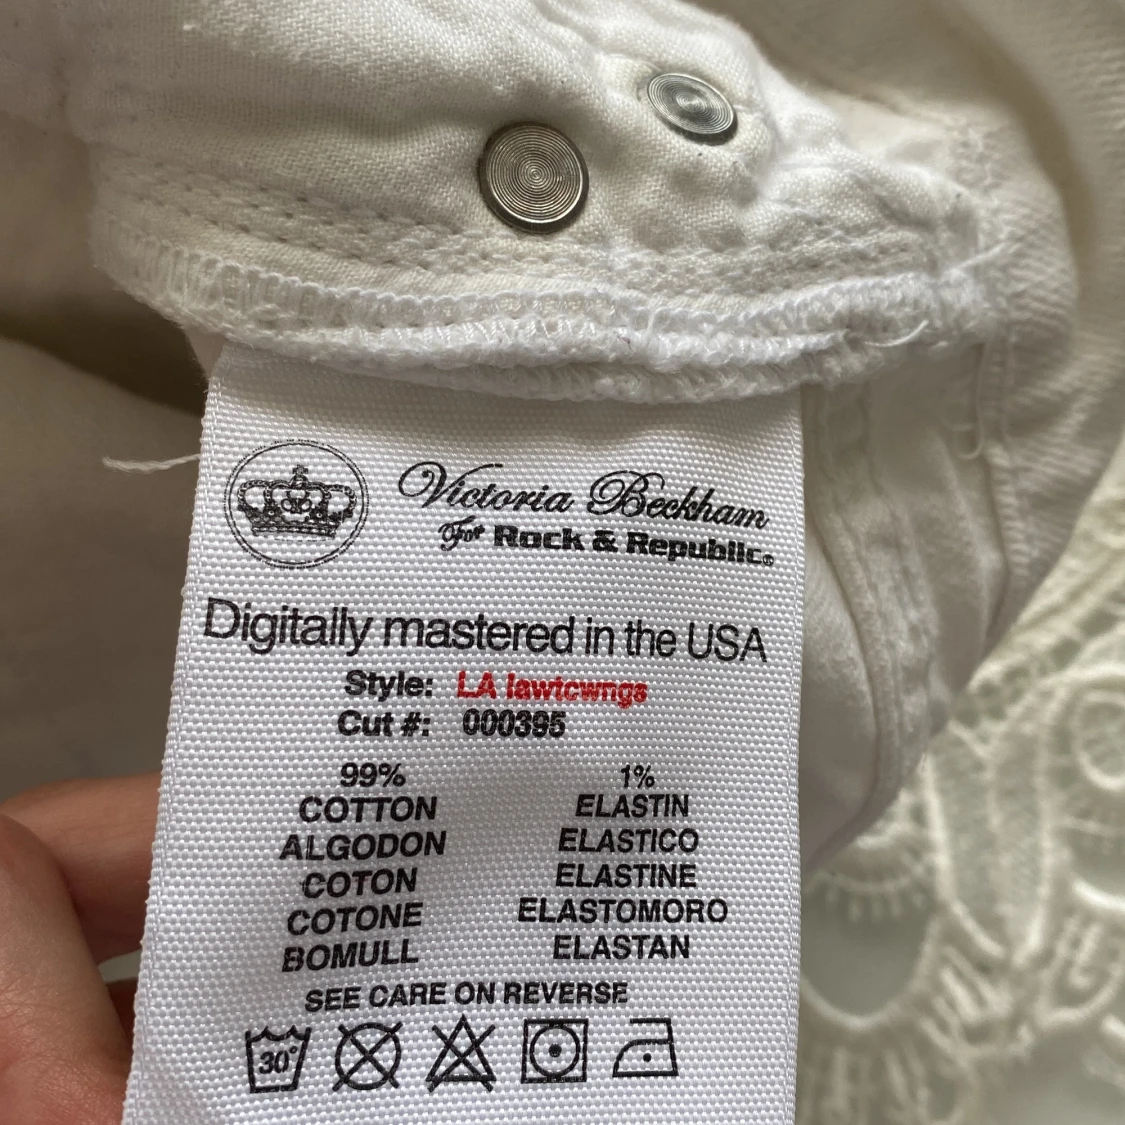 Victoria Beckham
For Rock & Republic®
Digitally mastered in the USA
Style: LA lawtcwngs
Cut #: 000395
99% 1%
COTTON ELASTIN
ALGODON ELASTICO
COTON ELASTINE
COTONE ELASTOMORO
BOMULL ELASTAN
SEE CARE ON REVERSE
30°